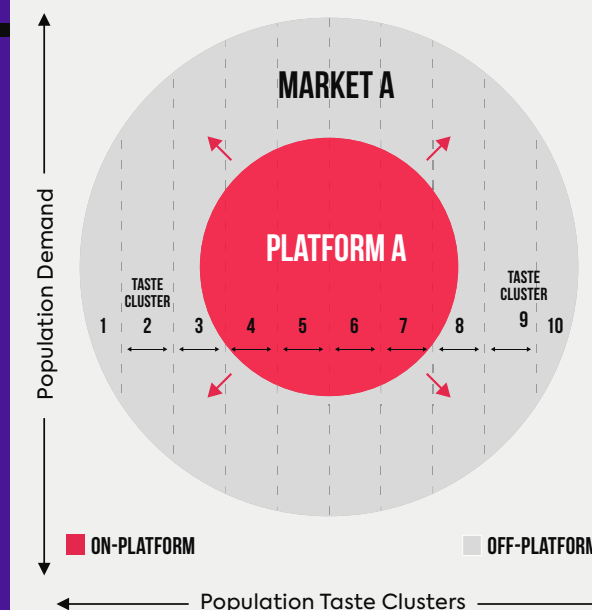 MARKET A
PLATFORM A
Population Demand
TASTE
CLUSTER
TASTE
CLUSTER
1 2 3 4 5 6 7 8 9 10
ON-PLATFORM
OFF-PLATFORM
Population Taste Clusters